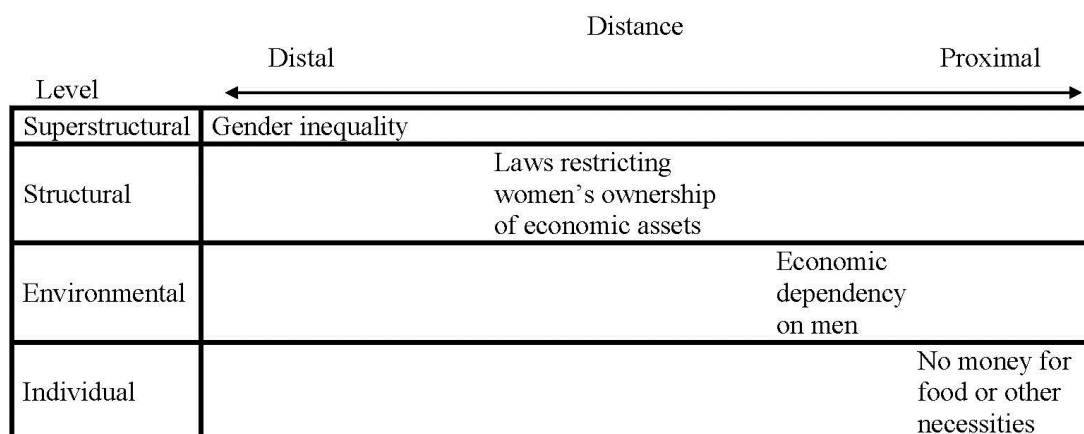 Distance
Distal Proximal
Level
Superstructural Gender inequality
Structural
Laws restricting
women’s ownership
of economic assets
Environmental
Economic
dependency
on men
Individual
No money for
food or other
necessities